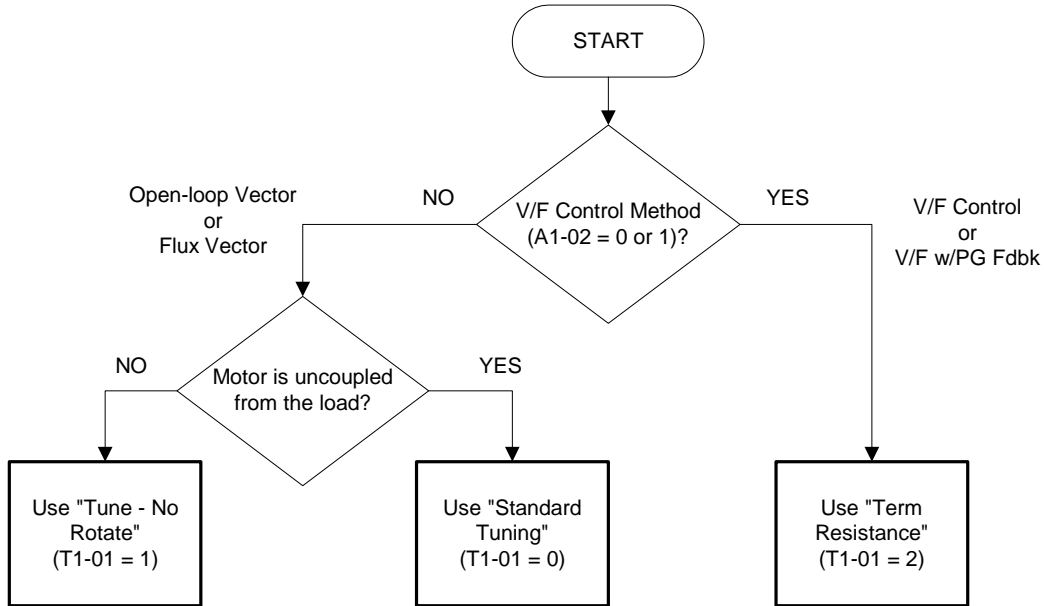 START
V/F Control Method
(A1-02 = 0 or 1)?
NO
YES
Open-loop Vector
or
Flux Vector
V/F Control
or
V/F w/PG Fdbk
Motor is uncoupled
from the load?
NO
YES
Use "Tune - No
Rotate"
(T1-01 = 1)
Use "Standard
Tuning"
(T1-01 = 0)
Use "Term
Resistance"
(T1-01 = 2)